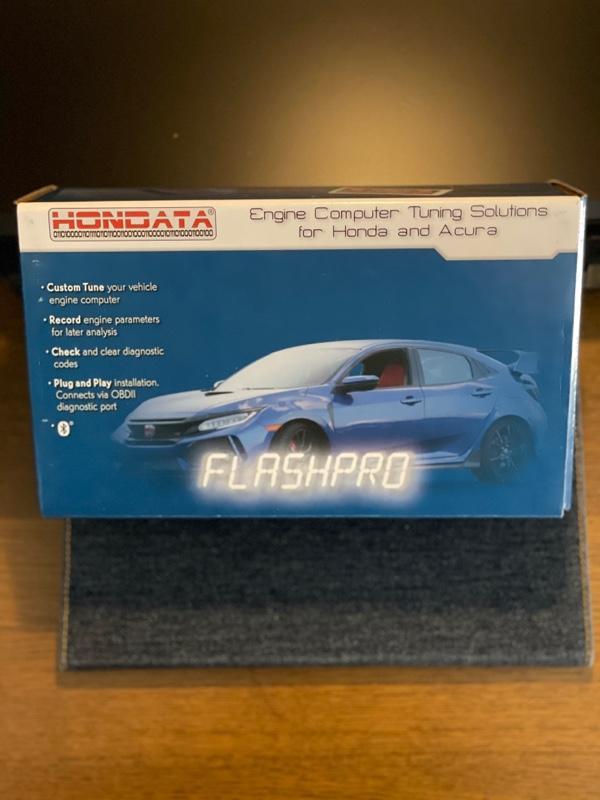 HONDATA®
Engine Computer Tuning Solutions
for Honda and Acura
• Custom Tune your vehicle
engine computer
• Record engine parameters
for later analysis
• Check and clear diagnostic
codes
• Plug and Play installation.
Connects via OBDII
diagnostic port
FLASHPRO